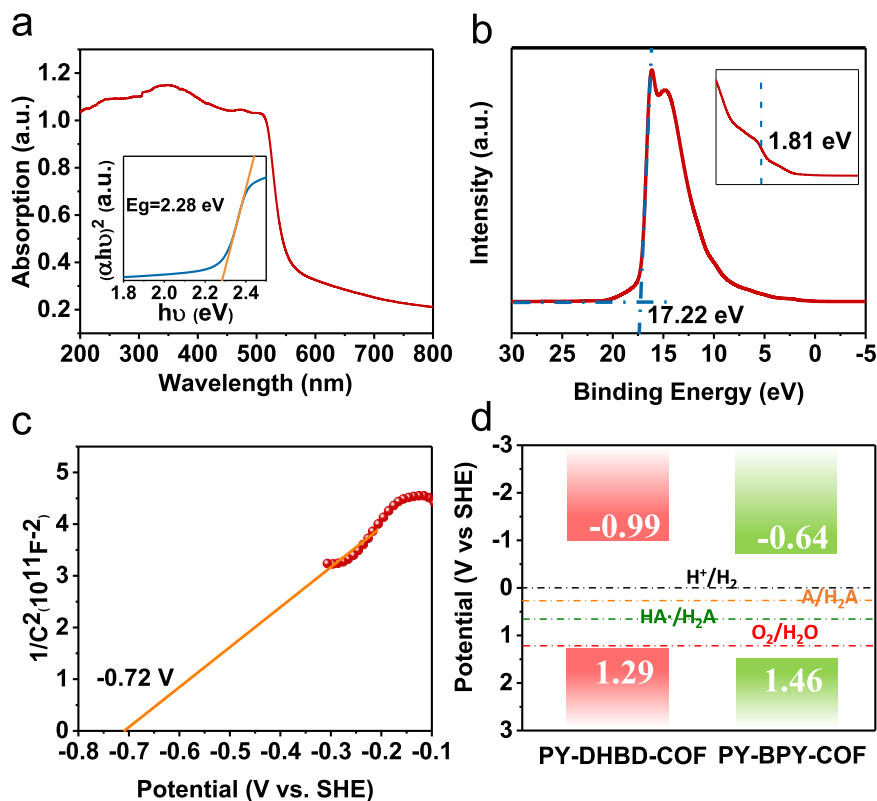 a
Absorption (a.u.)
1.2
1.0
0.8
0.6
0.4
0.2
200 300 400 500 600 700 800
Wavelength (nm)
(αhυ)² (a.u.)
Eg=2.28 eV
1.8 2.0 2.2 2.4
hυ (eV)
b
Intensity (a.u.)
1.81 eV
17.22 eV
30 25 20 15 10 5 0 -5
Binding Energy (eV)
c
1/C²(10¹¹F⁻²)
5
4
3
2
1
0
-0.72 V
-0.8 -0.7 -0.6 -0.5 -0.4 -0.3 -0.2 -0.1
Potential (V vs. SHE)
d
Potential (V vs SHE)
-3
-2
-1
0
1
2
3
-0.99
-0.64
H⁺/H₂
A/H₂A
HA·/H₂A
O₂/H₂O
1.29
1.46
PY-DHBD-COF PY-BPY-COF